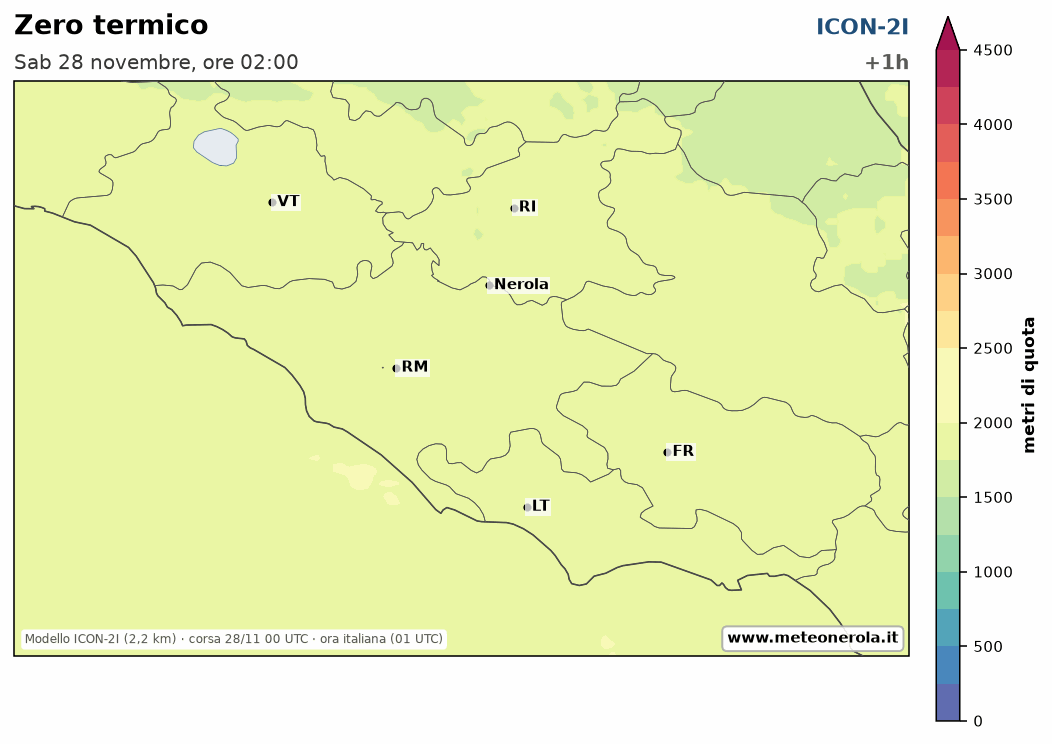 Zero termico
ICON-2I
Sab 28 novembre, ore 02:00
+1h
VT
RI
Nerola
RM
FR
LT
Modello ICON-2I (2,2 km) · corsa 28/11 00 UTC · ora italiana (01 UTC)
www.meteonerola.it
4500
4000
3500
3000
2500
2000
1500
1000
500
0
metri di quota